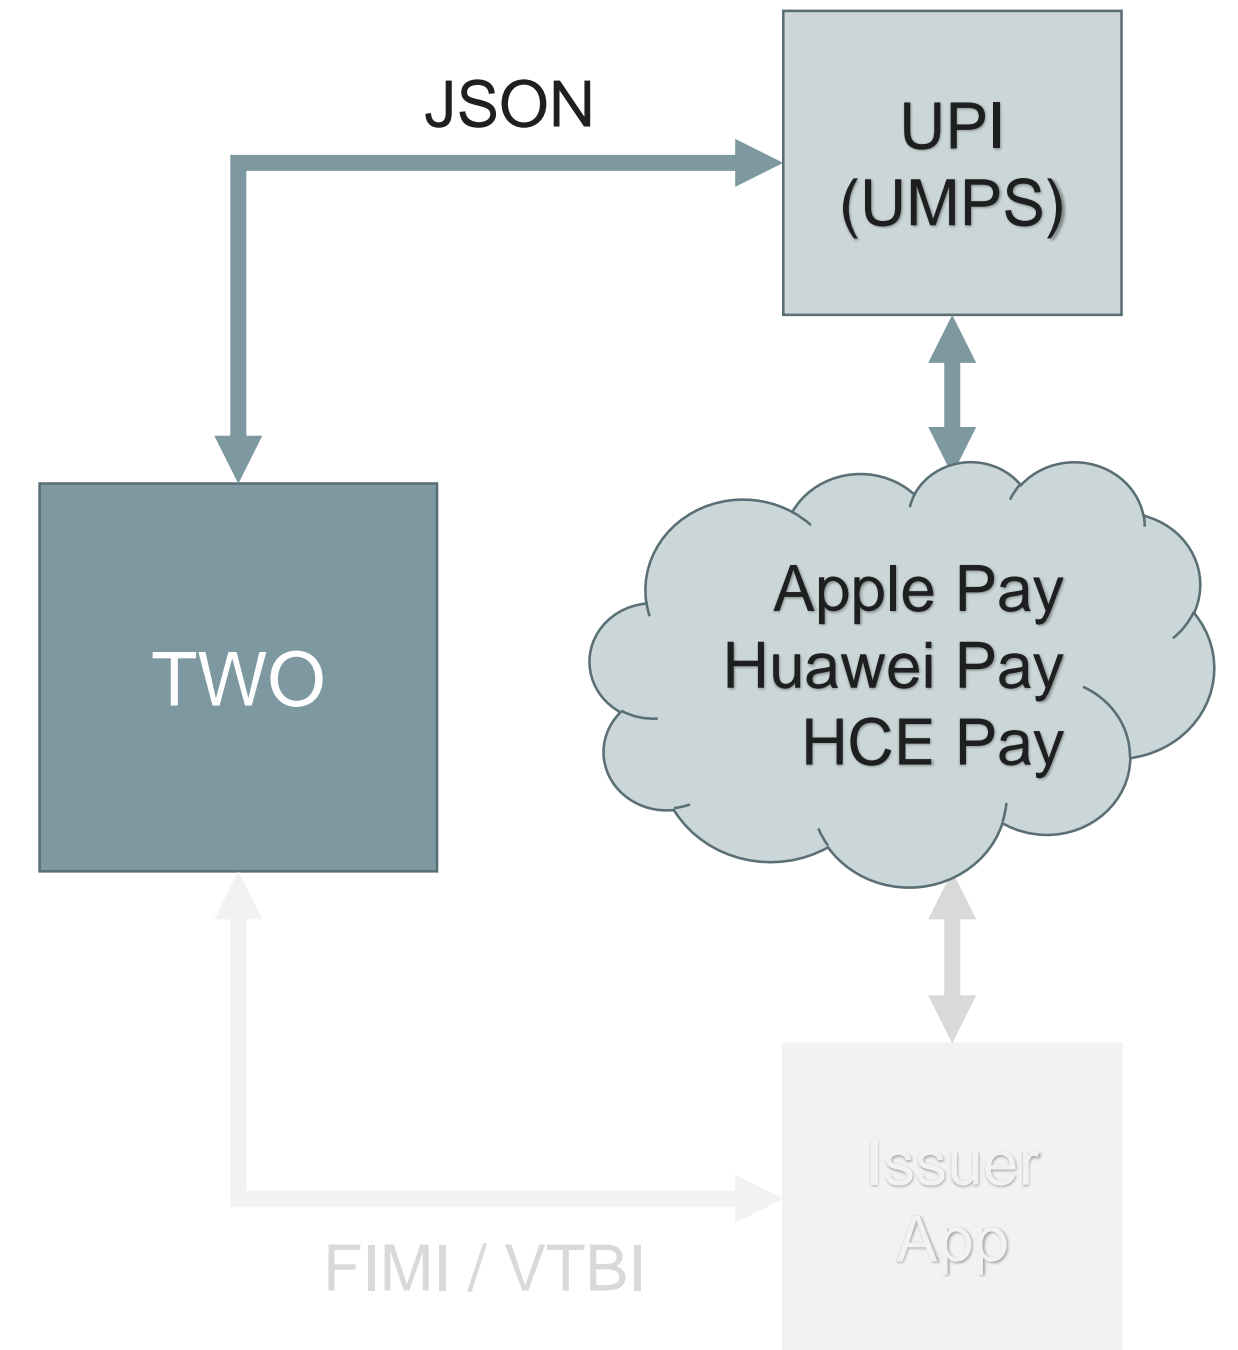 JSON
UPI
(UMPS)
TWO
Apple Pay
Huawei Pay
HCE Pay
Issuer
App
FIMI / VTBI